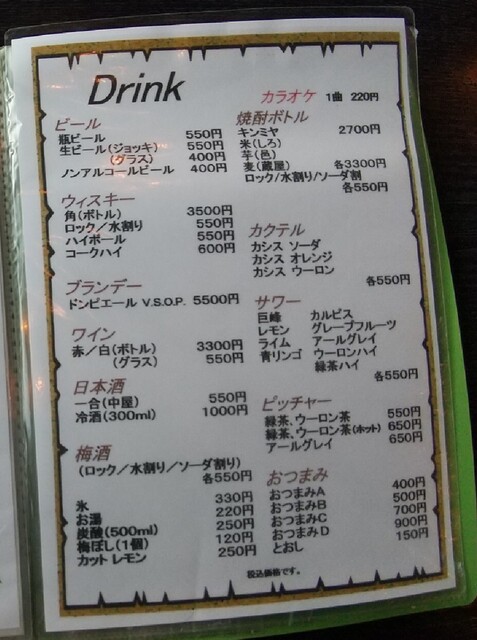 Drink
カラオケ 1曲 220円
ビール
瓶ビール 550円
生ビール(ジョッキ) 550円
(グラス) 400円
ノンアルコールビール 400円
ウィスキー
角(ボトル) 3500円
ロック/水割り 550円
ハイボール 550円
コークハイ 600円
ブランデー
ドンピエール V.S.O.P. 5500円
ワイン
赤/白(ボトル) 3300円
(グラス) 550円
日本酒
一合(中屋) 550円
冷酒(300ml) 1000円
梅酒
(ロック/水割り/ソーダ割り)
各550円
氷 330円
お湯 220円
炭酸(500ml) 250円
梅ぼし(1個) 120円
カットレモン 250円
焼酎ボトル
キンミヤ 2700円
米(しろ)
芋(邑)
麦(蔵屋) 各3300円
ロック/水割り/ソーダ割
各550円
カクテル
カシス ソーダ
カシス オレンジ
カシス ウーロン
各550円
サワー
巨峰 カルピス
レモン グレープフルーツ
ライム アールグレイ
青リンゴ ウーロンハイ
緑茶ハイ
各550円
ピッチャー
緑茶、ウーロン茶 550円
緑茶、ウーロン茶(ホット) 650円
アールグレイ 650円
おつまみ
おつまみA 400円
おつまみB 500円
おつまみC 700円
おつまみD 900円
とおし 150円
税込価格です。